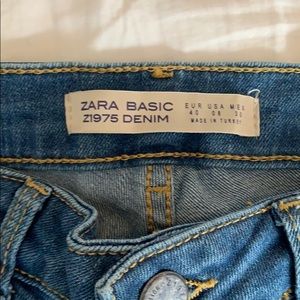 ZARA BASIC
Z1975 DENIM
EUR USA MEX
40 08 30
MADE IN TURKEY